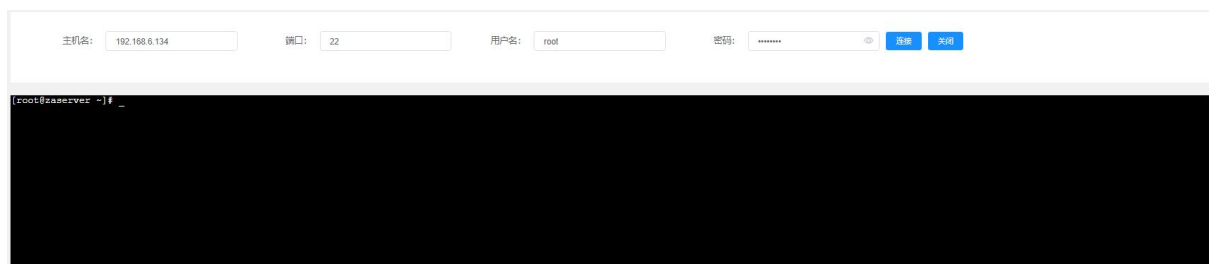 主机名: 192.168.6.134 端口: 22 用户名: root 密码: •••••••• 连接 关闭
[root@zaserver ~]# _